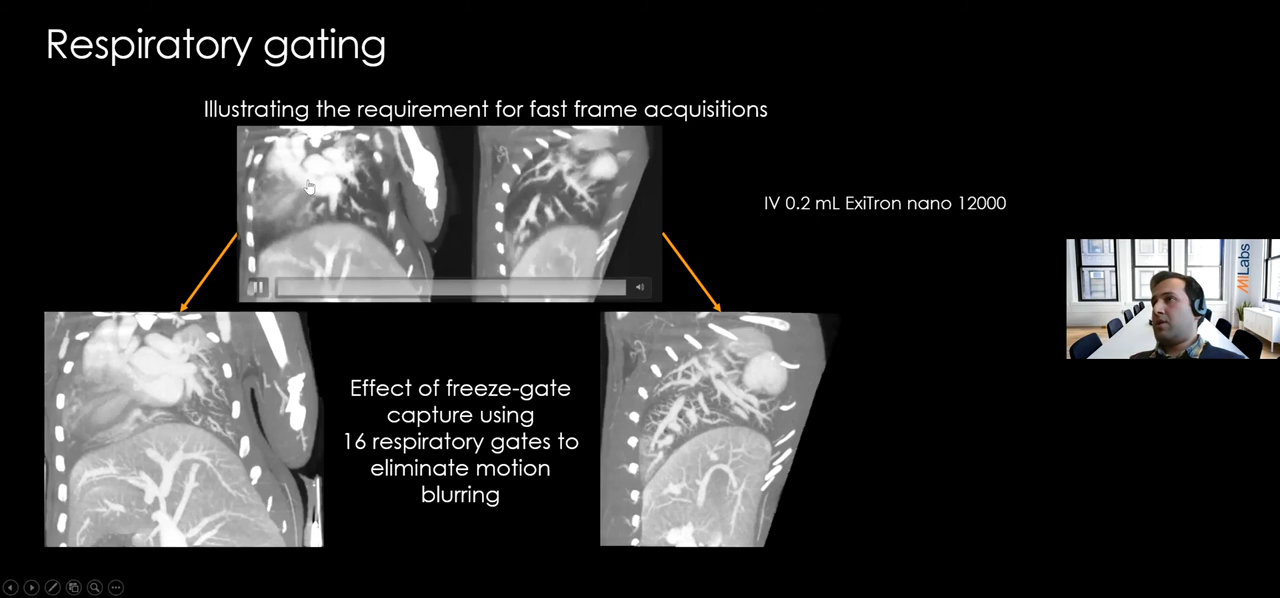 Respiratory gating
Illustrating the requirement for fast frame acquisitions
IV 0.2 mL ExiTron nano 12000
MILabs
Effect of freeze-gate
capture using
16 respiratory gates to
eliminate motion
blurring